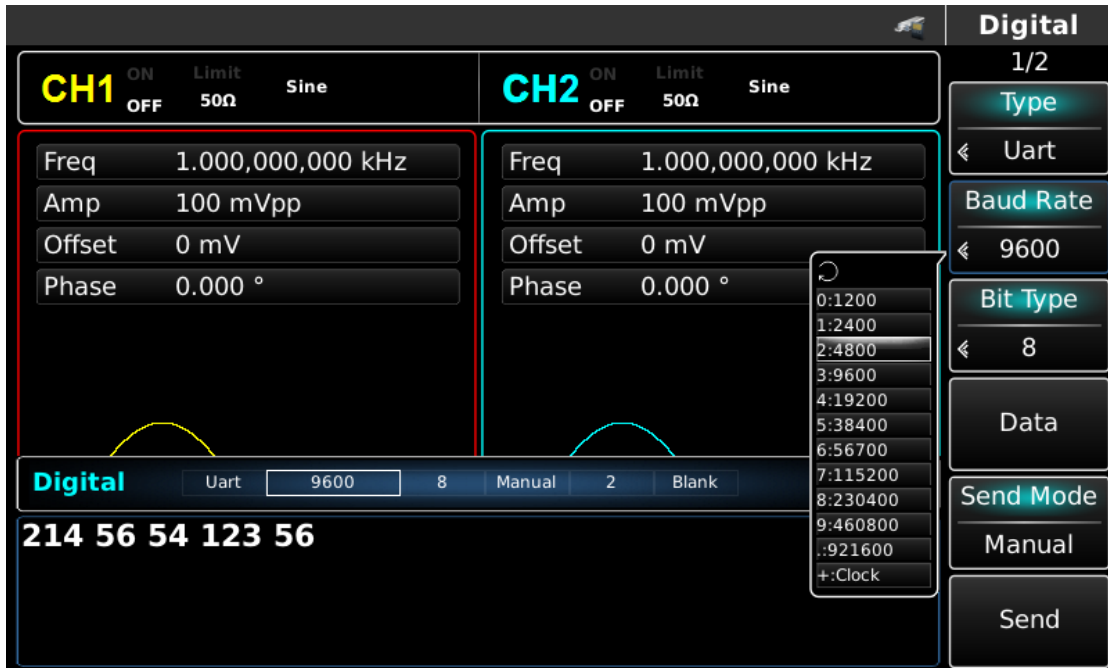 Digital
1/2
CH1 ON OFF Limit 50Ω Sine
CH2 ON OFF Limit 50Ω Sine
Freq 1.000,000,000 kHz
Amp 100 mVpp
Offset 0 mV
Phase 0.000 °
Freq 1.000,000,000 kHz
Amp 100 mVpp
Offset 0 mV
Phase 0.000 °
0:1200
1:2400
2:4800
3:9600
4:19200
5:38400
6:56700
7:115200
8:230400
9:460800
.:921600
+:Clock
Digital Uart 9600 8 Manual 2 Blank
214 56 54 123 56
Type
Uart
Baud Rate
9600
Bit Type
8
Data
Send Mode
Manual
Send